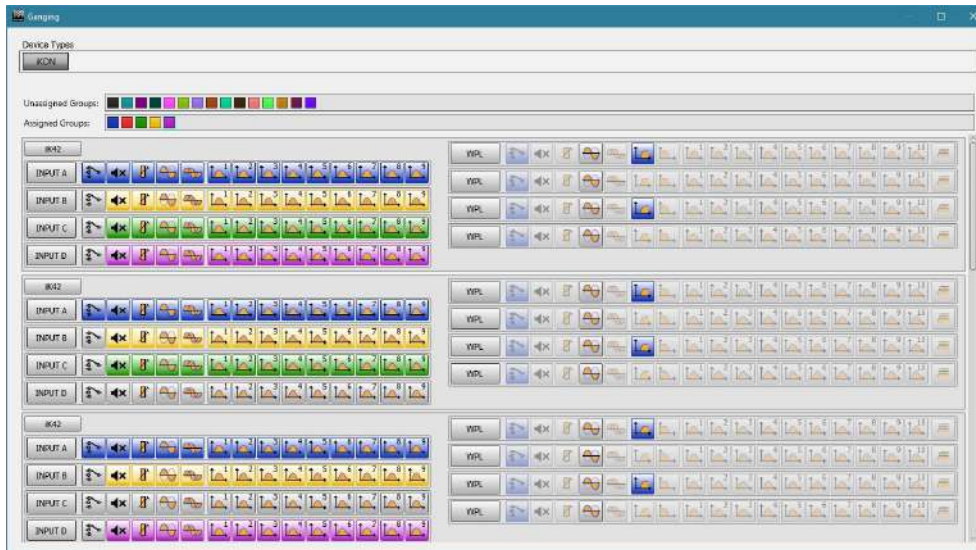 Ganging
Device Types
IKON
Unassigned Groups:
Assigned Groups:
IK42
INPUT A
INPUT B
INPUT C
INPUT D
WPL
WPL
WPL
WPL
IK42
INPUT A
INPUT B
INPUT C
INPUT D
WPL
WPL
WPL
WPL
IK42
INPUT A
INPUT B
INPUT C
INPUT D
WPL
WPL
WPL
WPL